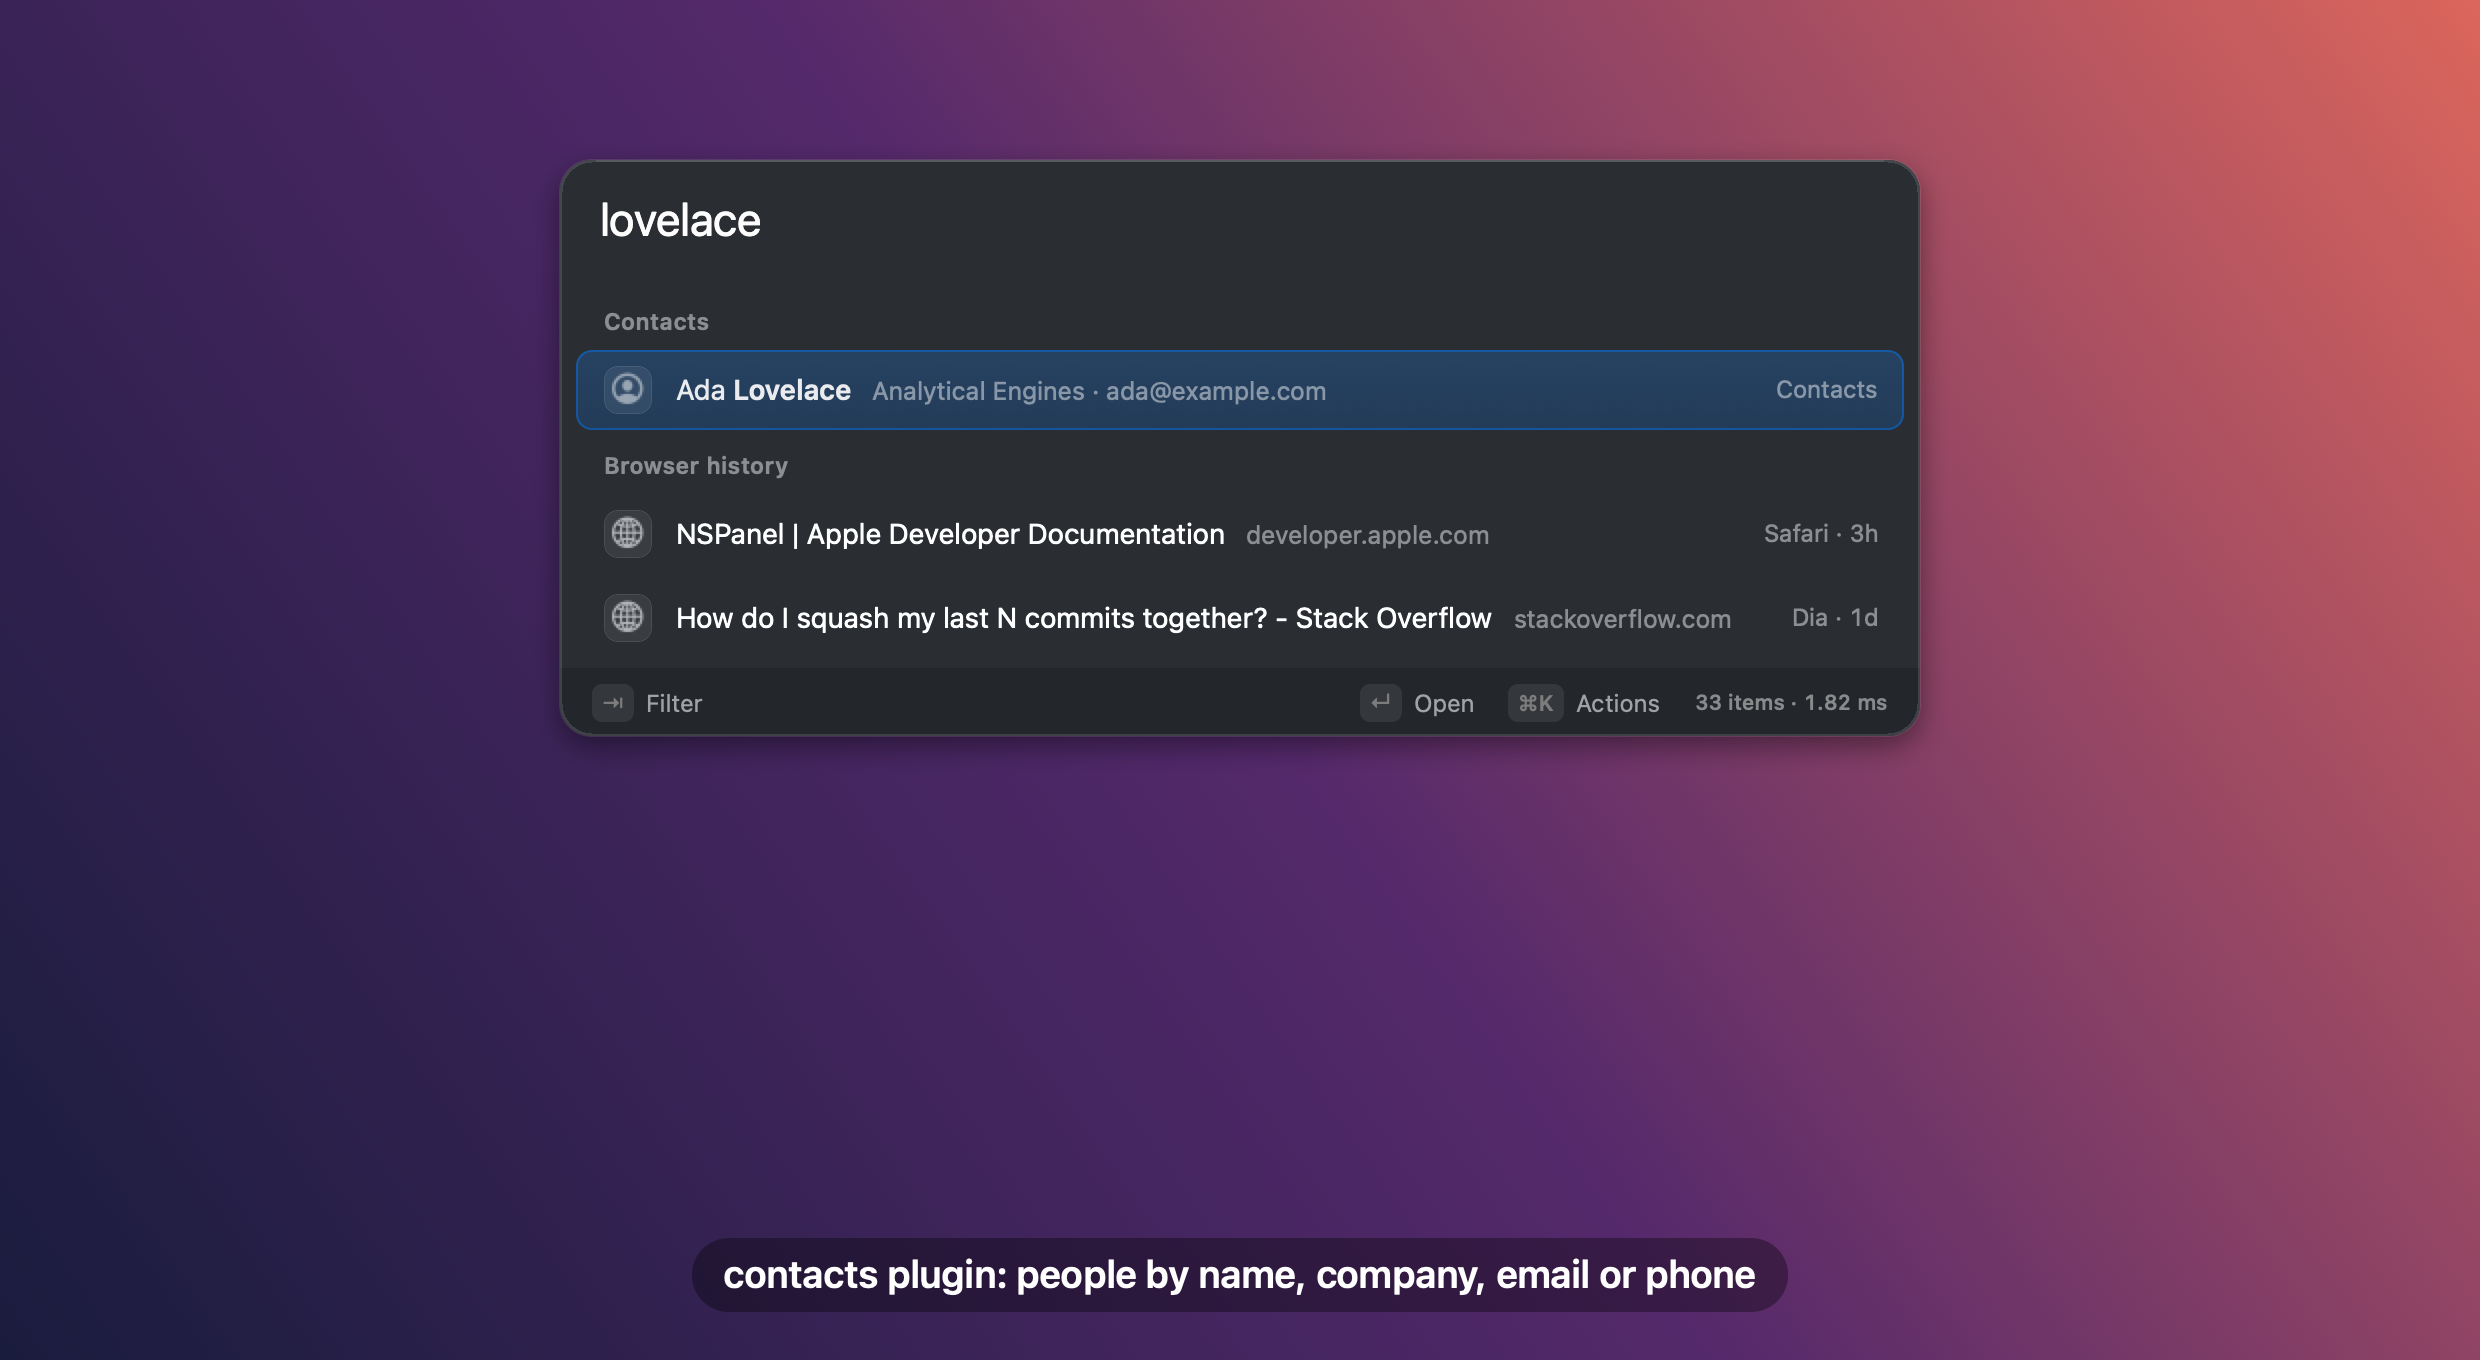 lovelace
Contacts
Ada Lovelace Analytical Engines · ada@example.com Contacts
Browser history
NSPanel | Apple Developer Documentation developer.apple.com Safari · 3h
How do I squash my last N commits together? - Stack Overflow stackoverflow.com Dia · 1d
⇥ Filter ↵ Open ⌘K Actions 33 items · 1.82 ms
contacts plugin: people by name, company, email or phone